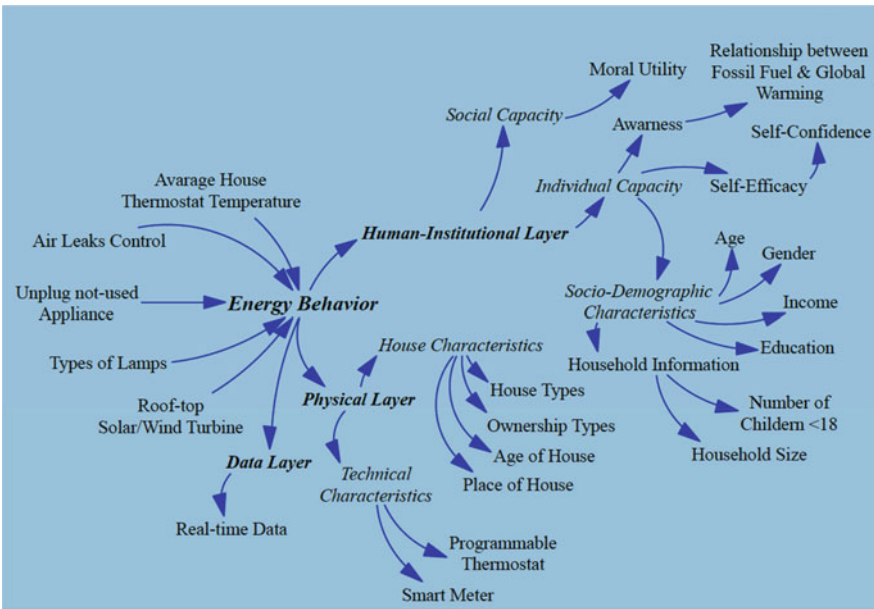 Relationship between
Fossil Fuel & Global
Warming
Moral Utility
Social Capacity
Awarness
Self-Confidence
Individual Capacity
Self-Efficacy
Avarage House
Thermostat Temperature
Air Leaks Control
Human-Institutional Layer
Age
Gender
Unplug not-used
Appliance
Energy Behavior
Socio-Demographic
Characteristics
Income
Education
Types of Lamps
House Characteristics
Household Information
House Types
Roof-top
Solar/Wind Turbine
Physical Layer
Ownership Types
Number of
Childern <18
Age of House
Household Size
Data Layer
Technical
Characteristics
Place of House
Real-time Data
Programmable
Thermostat
Smart Meter